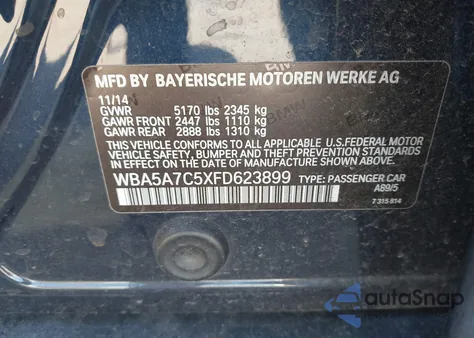 MFD BY BAYERISCHE MOTOREN WERKE AG
11/14
GVWR 5170 lbs 2345 kg
GAWR FRONT 2447 lbs 1110 kg
GAWR REAR 2888 lbs 1310 kg
THIS VEHICLE CONFORMS TO ALL APPLICABLE U.S. FEDERAL MOTOR
VEHICLE SAFETY, BUMPER, AND THEFT PREVENTION STANDARDS
IN EFFECT ON THE DATE OF MANUFACTURE SHOWN ABOVE.
WBA5A7C5XFD623899 TYPE: PASSENGER CAR
A89/5
7 315 814
autoSnap